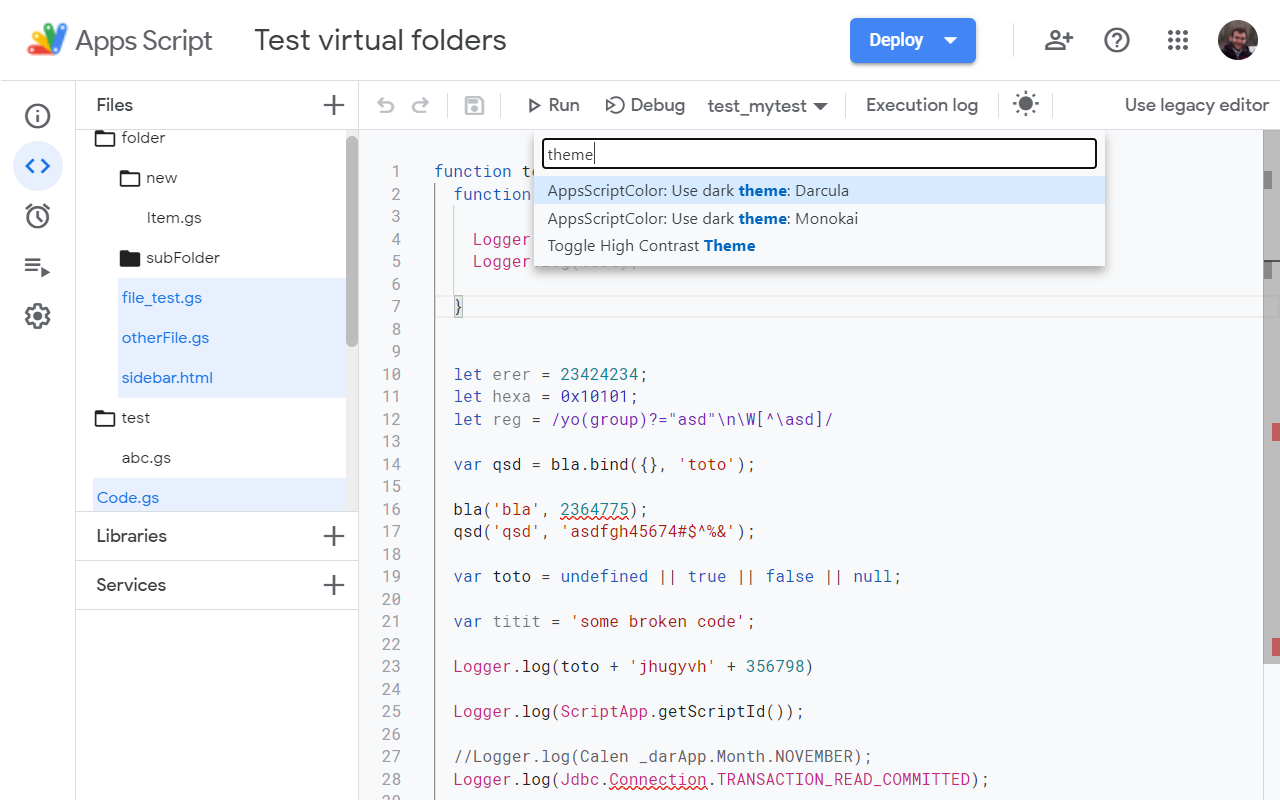 Apps Script
Test virtual folders
Deploy
Files
folder
new
Item.gs
subFolder
file_test.gs
otherFile.gs
sidebar.html
test
abc.gs
Code.gs
Libraries
Services
Run
Debug
test_mytest
Execution log
Use legacy editor
theme
AppsScriptColor: Use dark theme: Darcula
AppsScriptColor: Use dark theme: Monokai
Toggle High Contrast Theme
1 function
2 function
3
4 Logger
5 Logger
6
7 }
8
9
10 let erer = 23424234;
11 let hexa = 0x10101;
12 let reg = /yo(group)?="asd"\n\W[^\asd]/
13
14 var qsd = bla.bind({}, 'toto');
15
16 bla('bla', 2364775);
17 qsd('qsd', 'asdfgh45674#$^%&');
18
19 var toto = undefined || true || false || null;
20
21 var titit = 'some broken code';
22
23 Logger.log(toto + 'jhugyvh' + 356798)
24
25 Logger.log(ScriptApp.getScriptId());
26
27 //Logger.log(Calen _darApp.Month.NOVEMBER);
28 Logger.log(Jdbc.Connection.TRANSACTION_READ_COMMITTED);